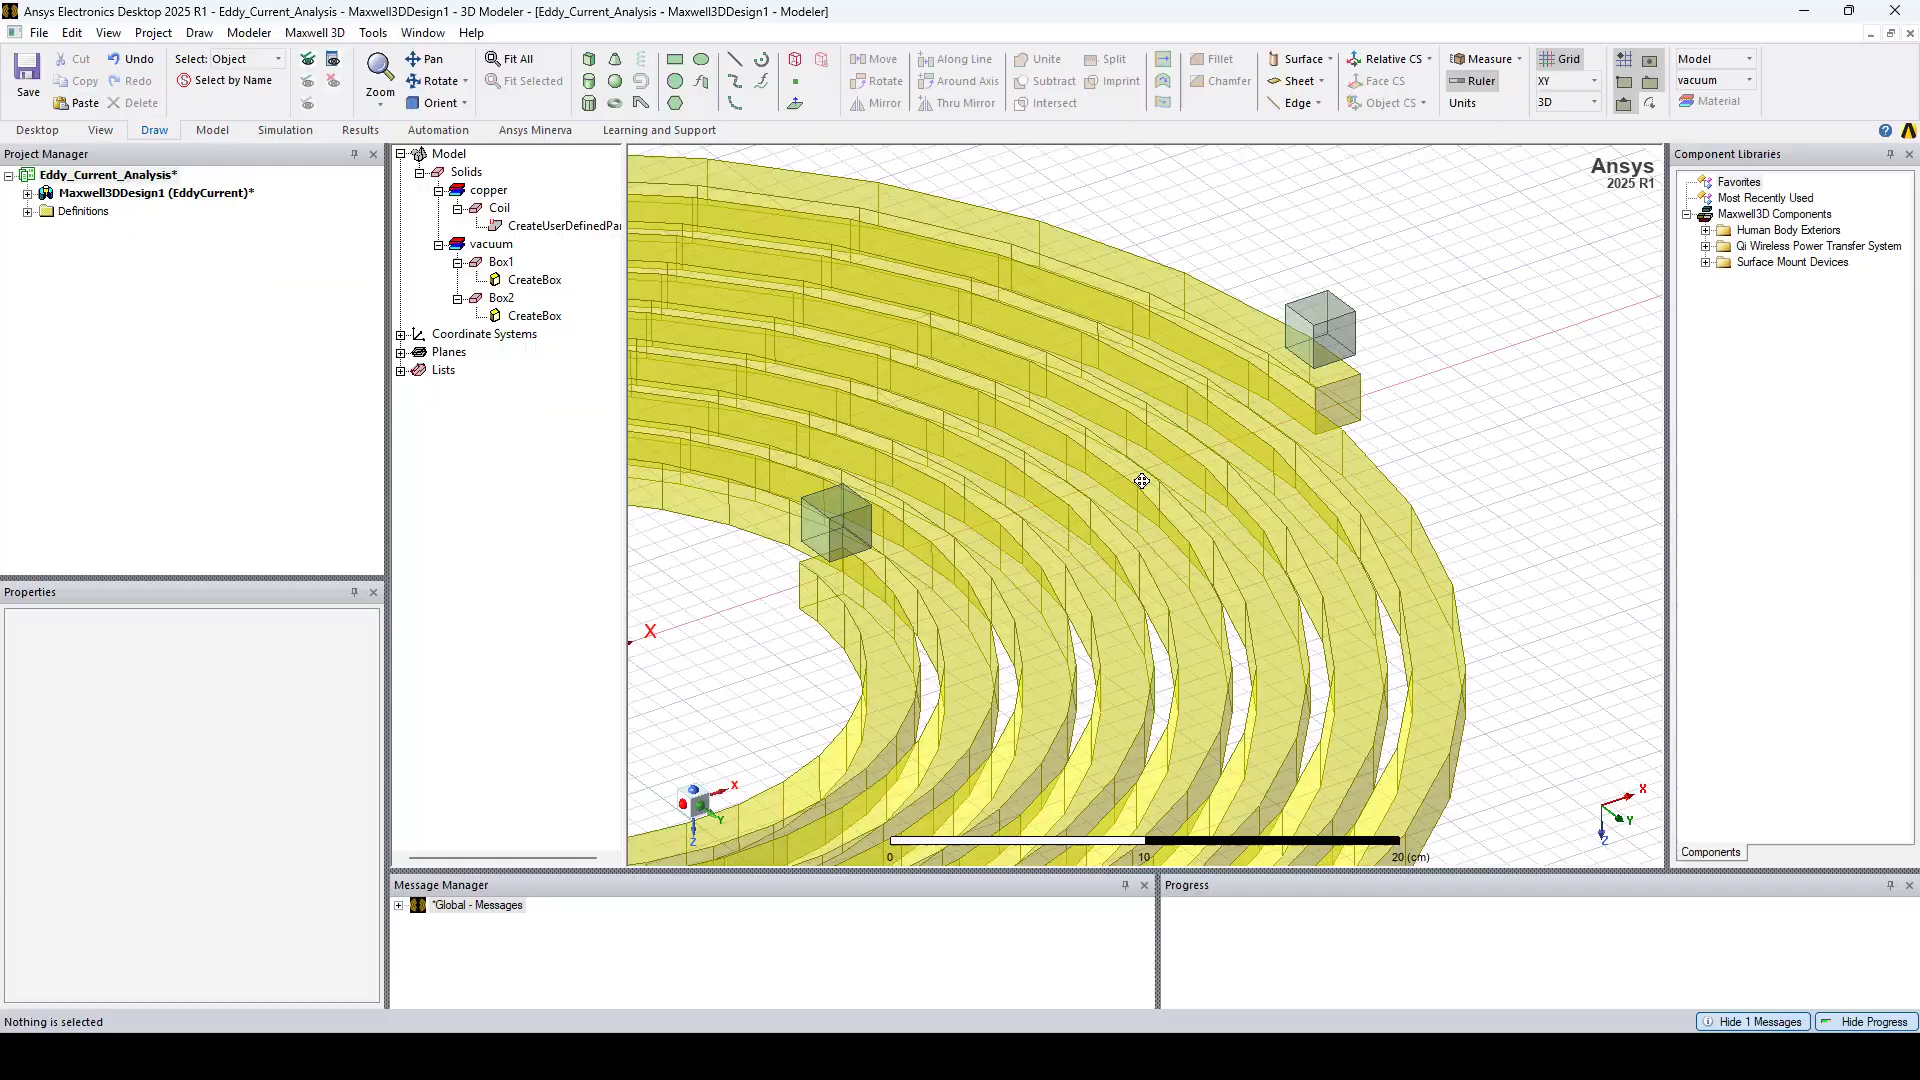 Ansys Electronics Desktop 2025 R1 - Eddy_Current_Analysis - Maxwell3DDesign1 - 3D Modeler - [Eddy_Current_Analysis - Maxwell3DDesign1 - Modeler]
File Edit View Project Draw Modeler Maxwell 3D Tools Window Help
Save
Cut
Copy
Paste
Undo
Redo
Delete
Select: Object
Select by Name
Zoom
Pan
Rotate
Orient
Fit All
Fit Selected
Move
Rotate
Mirror
Along Line
Around Axis
Thru Mirror
Unite
Subtract
Intersect
Split
Imprint
Fillet
Chamfer
Surface
Sheet
Edge
Relative CS
Face CS
Object CS
Measure
Ruler
Units
Grid
XY
3D
Model
vacuum
Material
Desktop View Draw Model Simulation Results Automation Ansys Minerva Learning and Support
Project Manager
Eddy_Current_Analysis*
Maxwell3DDesign1 (EddyCurrent)*
Definitions
Properties
Model
Solids
copper
Coil
CreateUserDefinedPa
vacuum
Box1
CreateBox
Box2
CreateBox
Coordinate Systems
Planes
Lists
Ansys
2025 R1
X
X
Y
Z
X
Y
Z
0 10 20 (cm)
Component Libraries
Favorites
Most Recently Used
Maxwell3D Components
Human Body Exteriors
Qi Wireless Power Transfer System
Surface Mount Devices
Components
Message Manager
*Global - Messages
Progress
Nothing is selected
Hide 1 Messages
Hide Progress